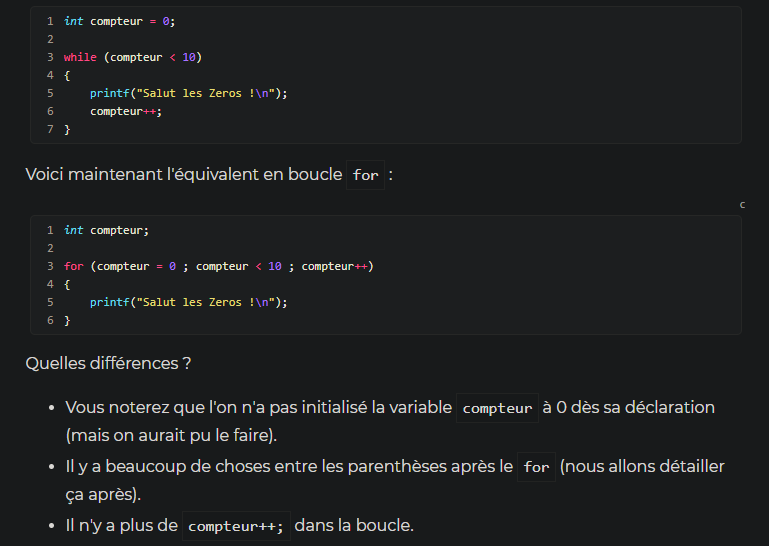 1 int compteur = 0;
2
3 while (compteur < 10)
4 {
5     printf("Salut les Zeros !\n");
6     compteur++;
7 }
Voici maintenant l'équivalent en boucle for :
c
1 int compteur;
2
3 for (compteur = 0 ; compteur < 10 ; compteur++)
4 {
5     printf("Salut les Zeros !\n");
6 }
Quelles différences ?
• Vous noterez que l'on n'a pas initialisé la variable compteur à 0 dès sa déclaration
(mais on aurait pu le faire).
• Il y a beaucoup de choses entre les parenthèses après le for (nous allons détailler
ça après).
• Il n'y a plus de compteur++; dans la boucle.